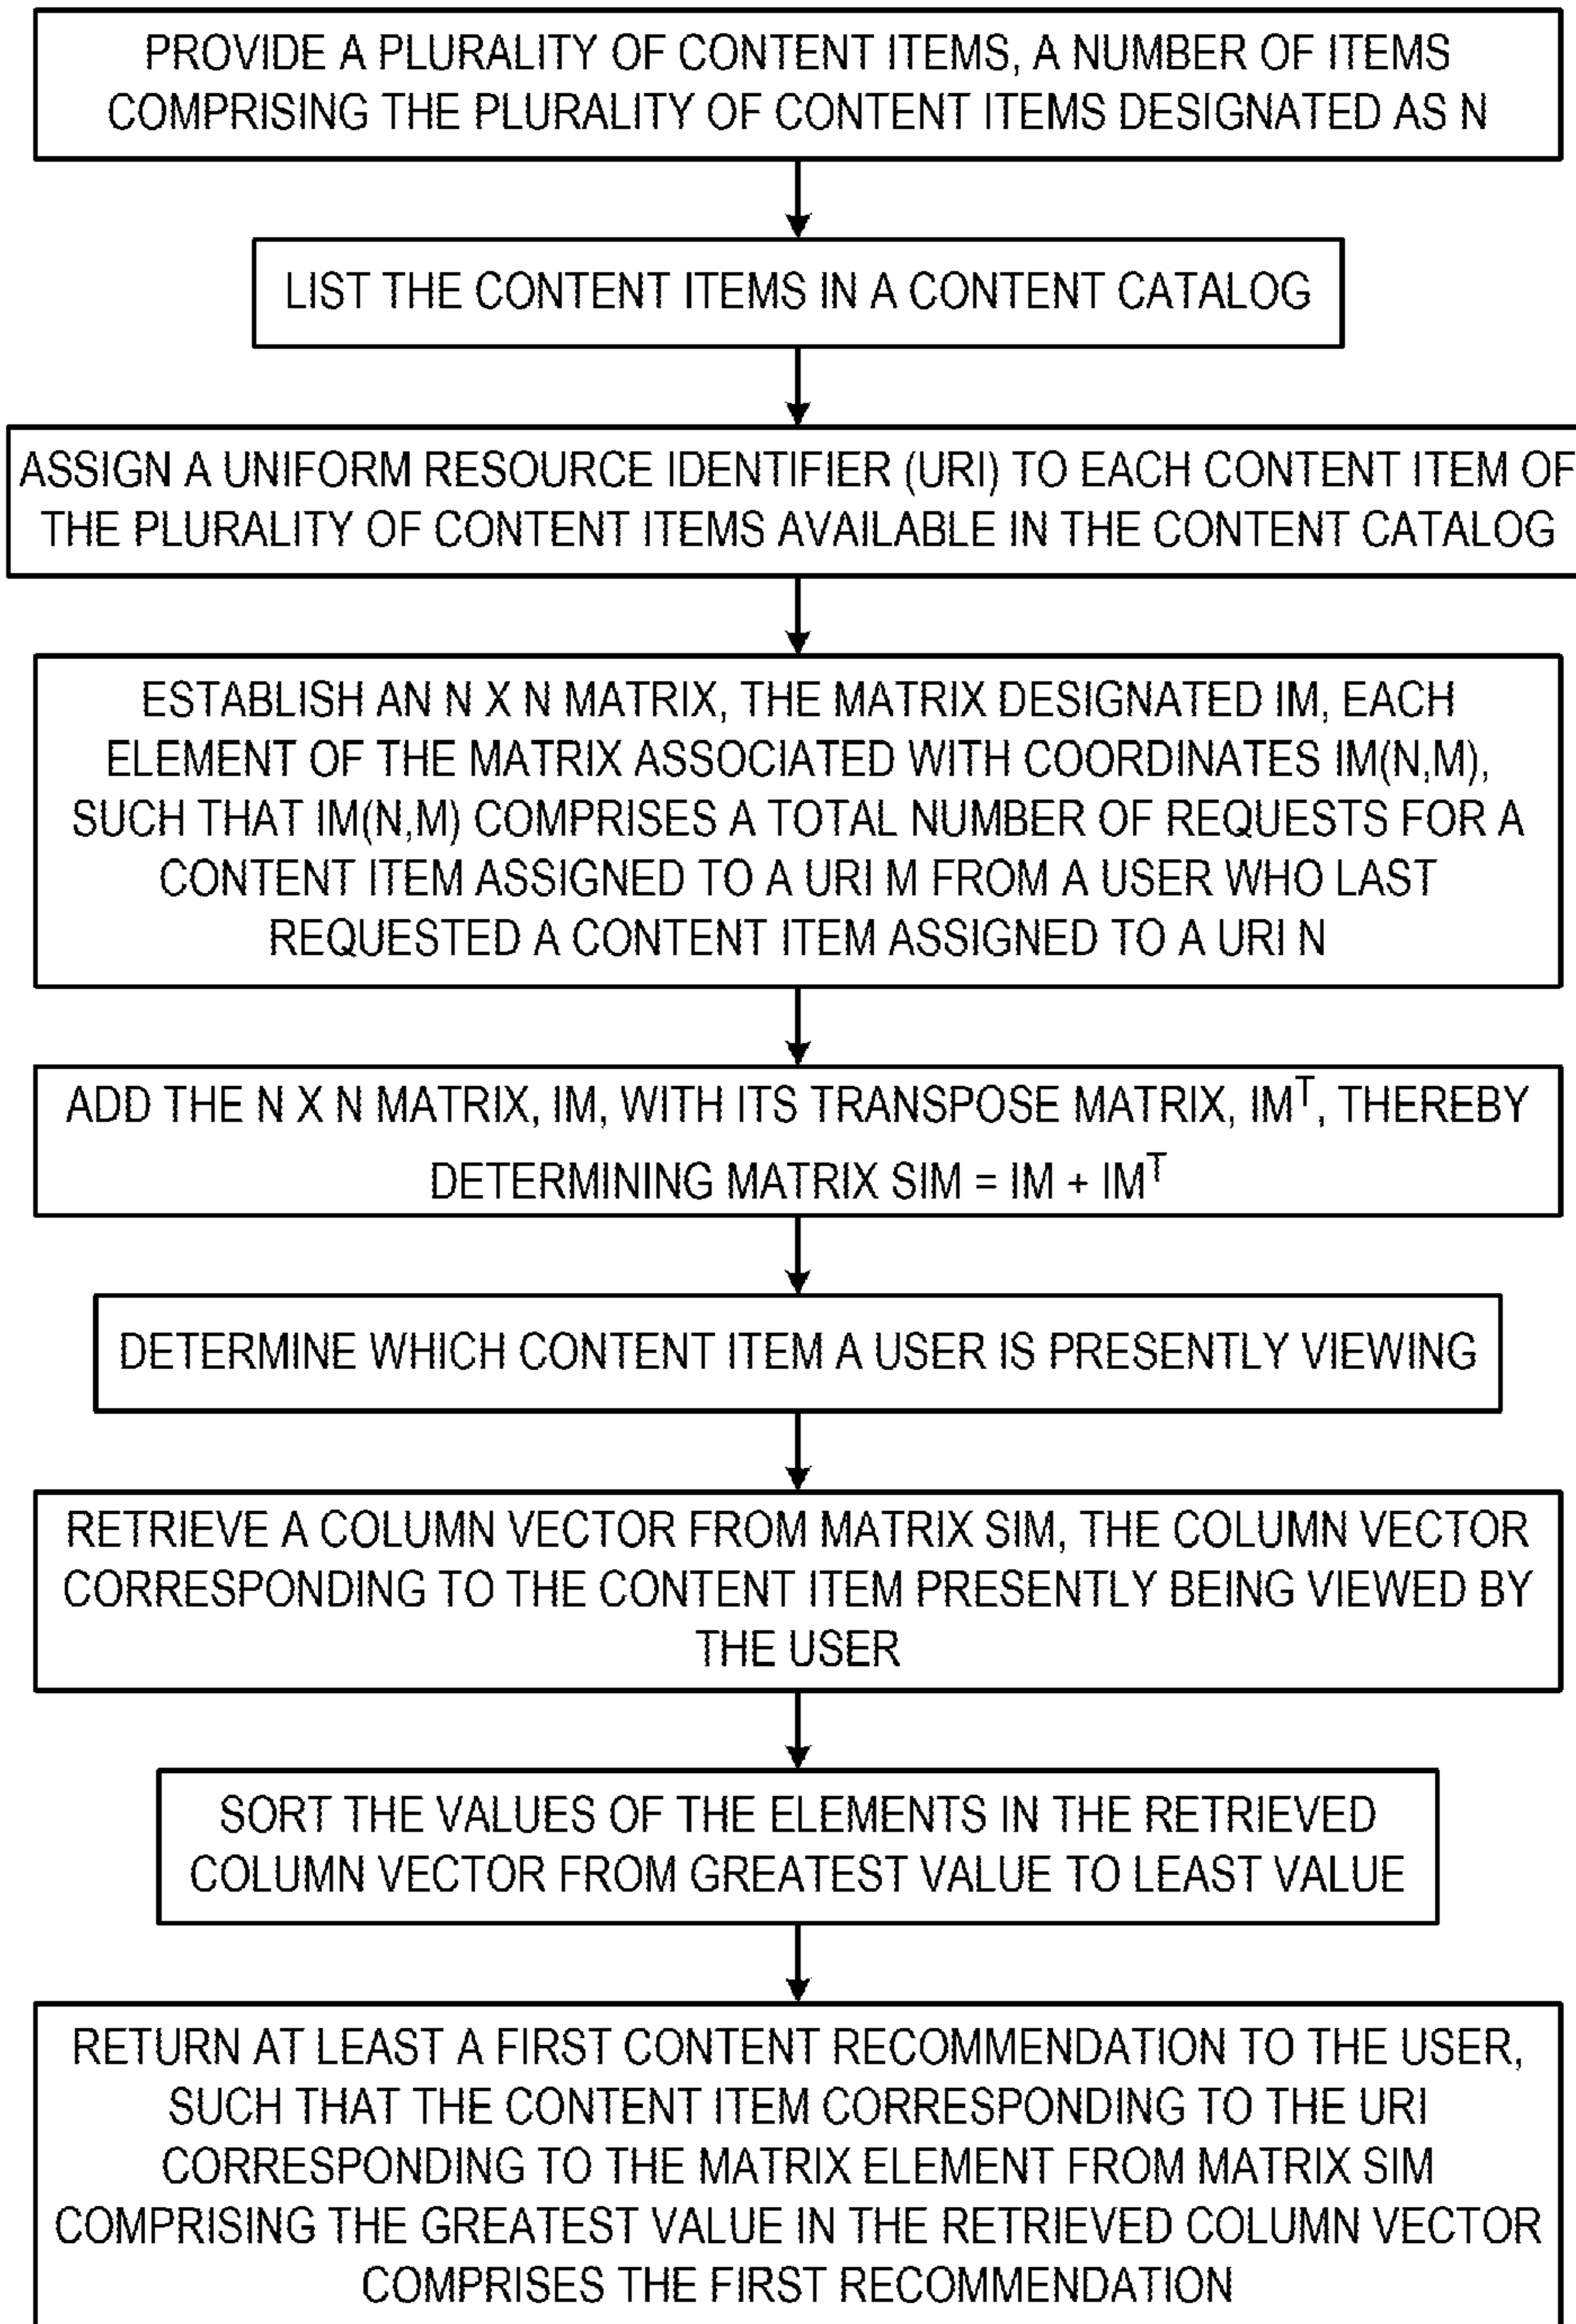 PROVIDE A PLURALITY OF CONTENT ITEMS, A NUMBER OF ITEMS
COMPRISING THE PLURALITY OF CONTENT ITEMS DESIGNATED AS N
LIST THE CONTENT ITEMS IN A CONTENT CATALOG
ASSIGN A UNIFORM RESOURCE IDENTIFIER (URI) TO EACH CONTENT ITEM OF
THE PLURALITY OF CONTENT ITEMS AVAILABLE IN THE CONTENT CATALOG
ESTABLISH AN N X N MATRIX, THE MATRIX DESIGNATED IM, EACH
ELEMENT OF THE MATRIX ASSOCIATED WITH COORDINATES IM(N,M),
SUCH THAT IM(N,M) COMPRISES A TOTAL NUMBER OF REQUESTS FOR A
CONTENT ITEM ASSIGNED TO A URI M FROM A USER WHO LAST
REQUESTED A CONTENT ITEM ASSIGNED TO A URI N
ADD THE N X N MATRIX, IM, WITH ITS TRANSPOSE MATRIX, IMᵀ, THEREBY
DETERMINING MATRIX SIM = IM + IMᵀ
DETERMINE WHICH CONTENT ITEM A USER IS PRESENTLY VIEWING
RETRIEVE A COLUMN VECTOR FROM MATRIX SIM, THE COLUMN VECTOR
CORRESPONDING TO THE CONTENT ITEM PRESENTLY BEING VIEWED BY
THE USER
SORT THE VALUES OF THE ELEMENTS IN THE RETRIEVED
COLUMN VECTOR FROM GREATEST VALUE TO LEAST VALUE
RETURN AT LEAST A FIRST CONTENT RECOMMENDATION TO THE USER,
SUCH THAT THE CONTENT ITEM CORRESPONDING TO THE URI
CORRESPONDING TO THE MATRIX ELEMENT FROM MATRIX SIM
COMPRISING THE GREATEST VALUE IN THE RETRIEVED COLUMN VECTOR
COMPRISES THE FIRST RECOMMENDATION